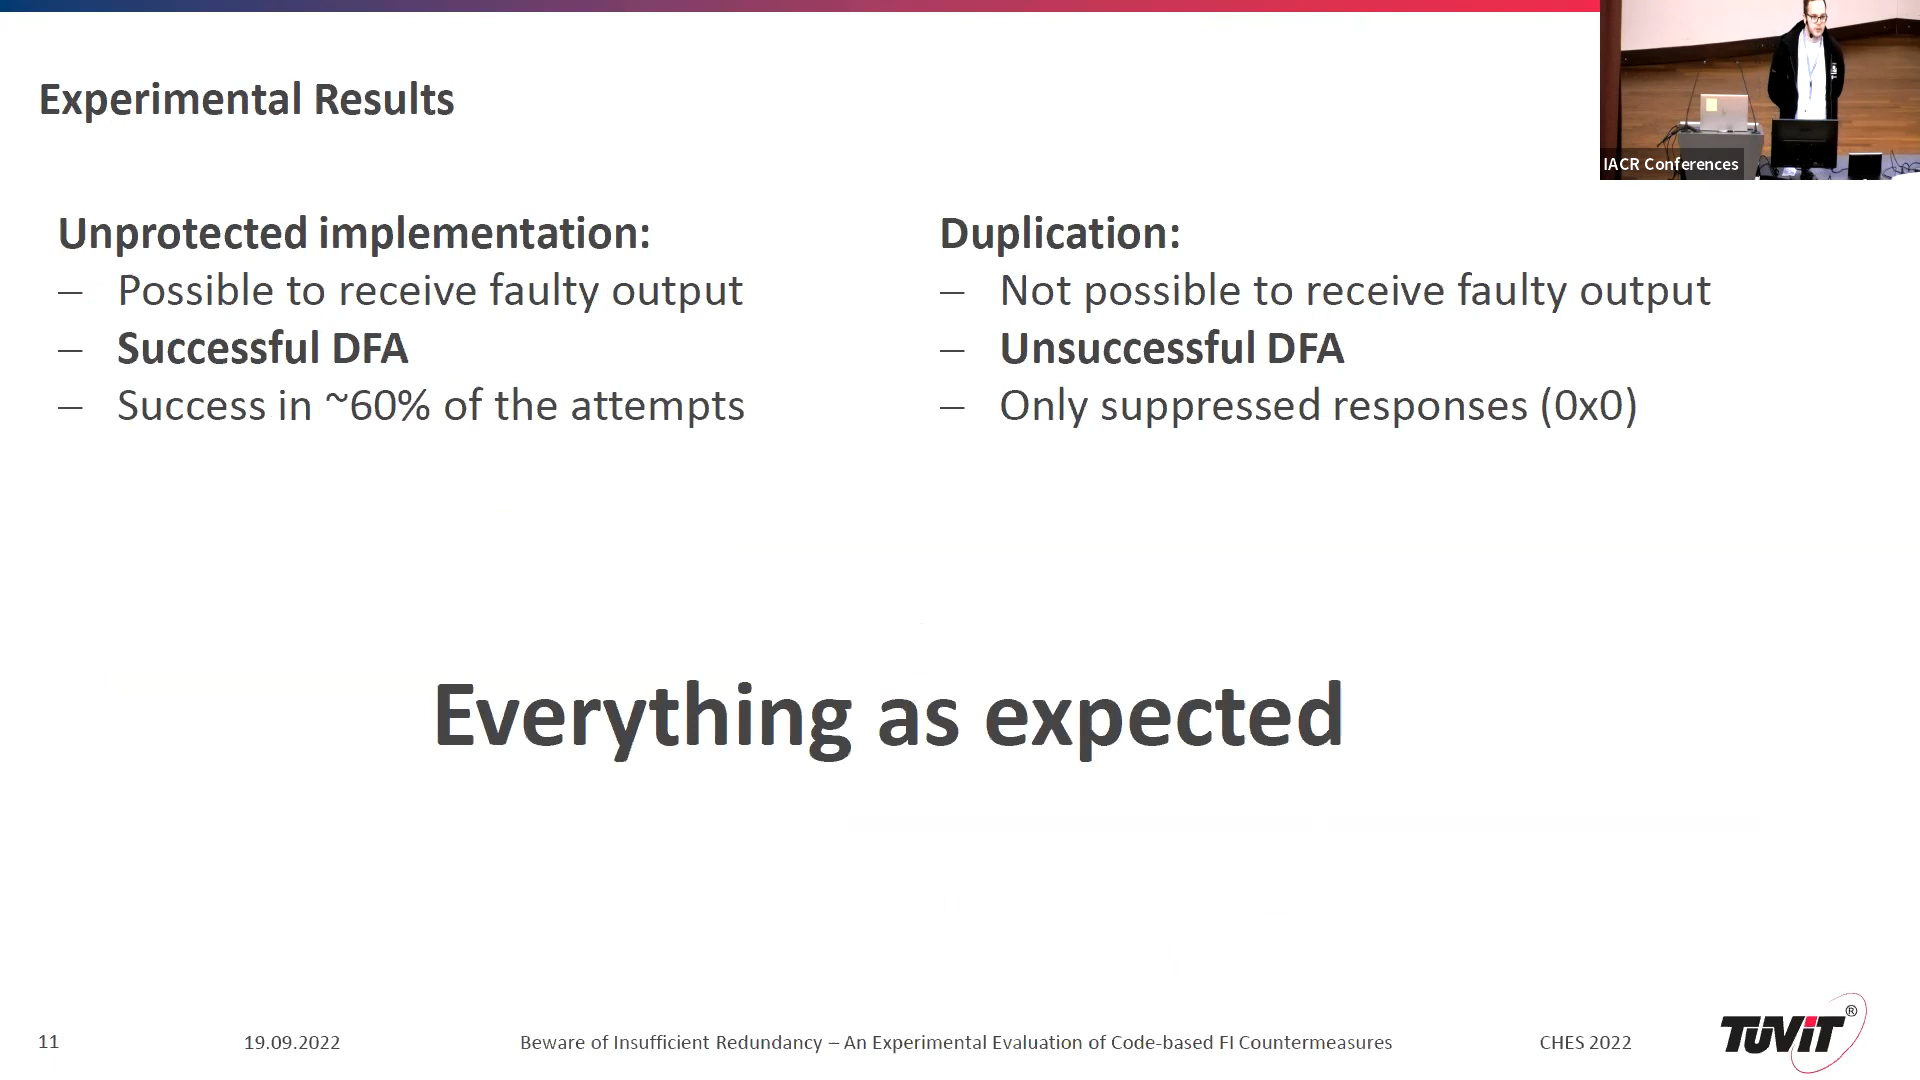 Experimental Results
IACR Conferences
Unprotected implementation:
– Possible to receive faulty output
– Successful DFA
– Success in ~60% of the attempts
Duplication:
– Not possible to receive faulty output
– Unsuccessful DFA
– Only suppressed responses (0x0)
Everything as expected
11
19.09.2022
Beware of Insufficient Redundancy – An Experimental Evaluation of Code-based FI Countermeasures
CHES 2022
TÜViT®